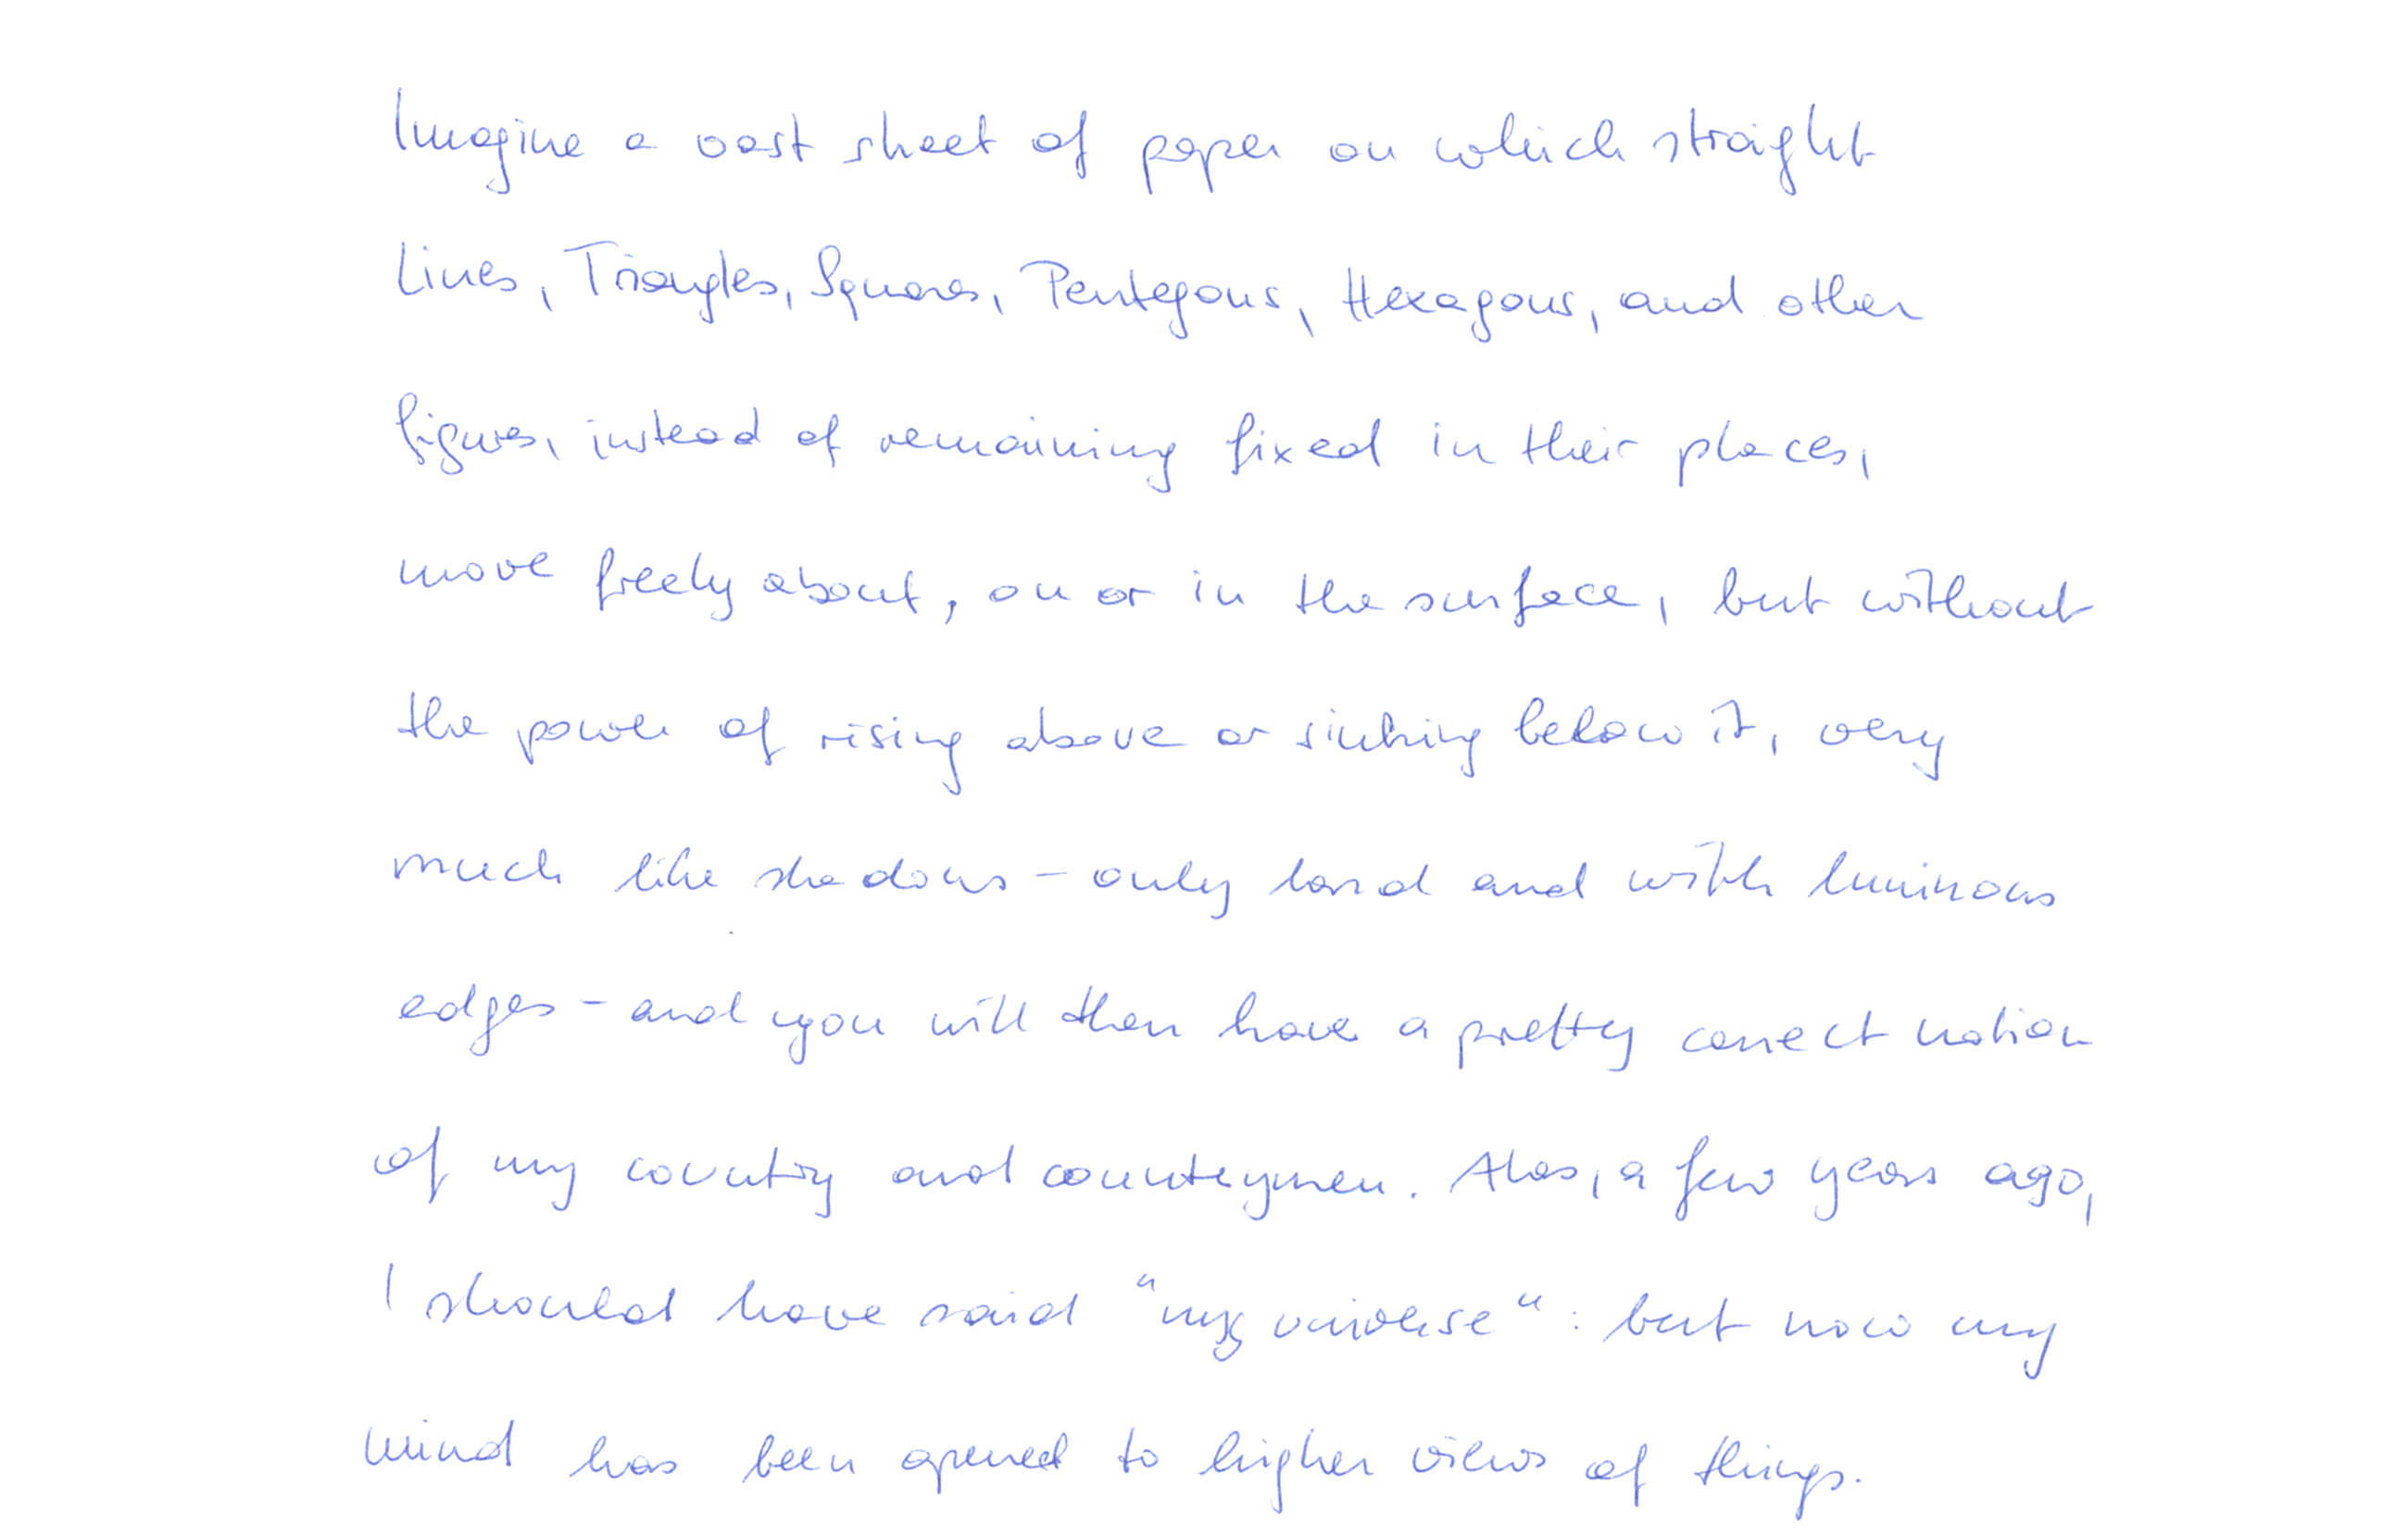 Imagine a vast sheet of paper on which straight
Lines, Triangles, Squares, Pentagons, Hexagons, and other
figures, instead of remaining fixed in their places,
move freely about, on or in the surface, but without
the power of rising above or sinking below it, very
much like shadows - only hard and with luminous
edges - and you will then have a pretty correct notion
of my country and countrymen. Alas, a few years ago,
I should have said "my universe": but now my
mind has been opened to higher views of things.